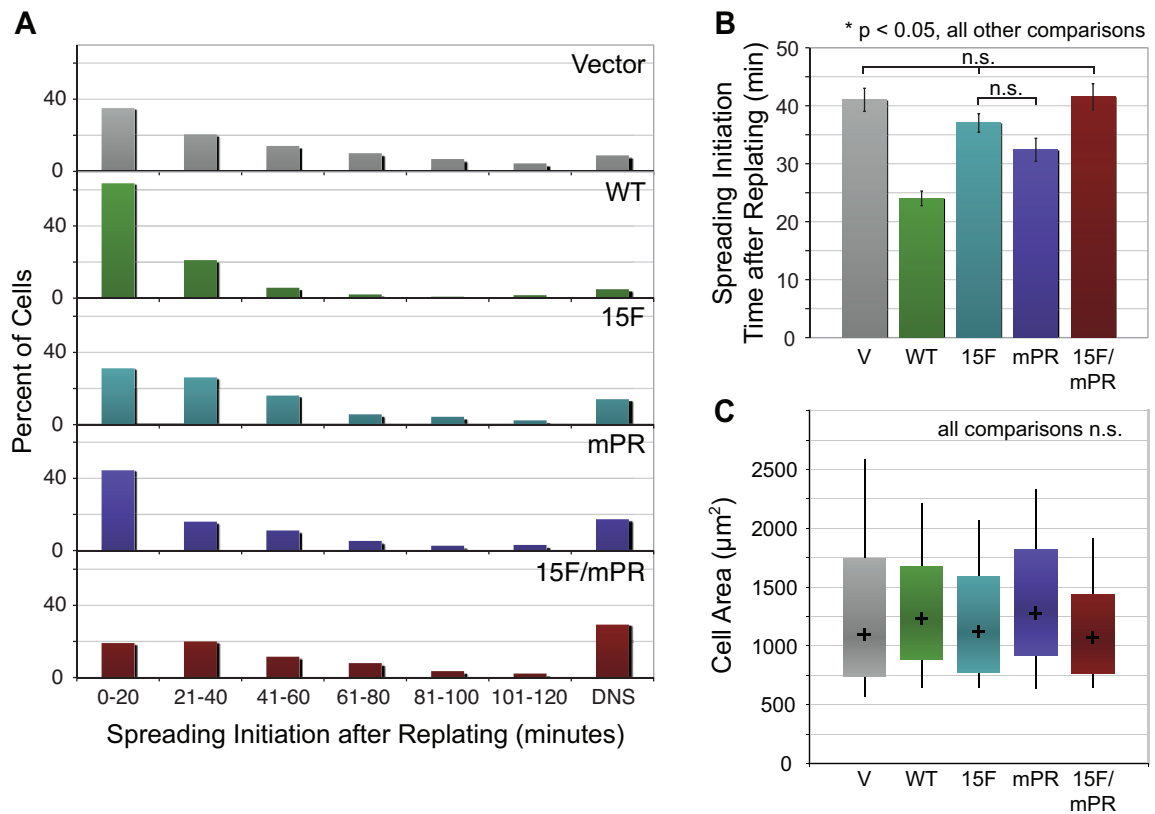 A
Percent of Cells
Vector
40
0
WT
40
0
15F
40
0
mPR
40
0
15F/mPR
40
0
0-20 21-40 41-60 61-80 81-100 101-120 DNS
Spreading Initiation after Replating (minutes)
B
* p < 0.05, all other comparisons
Spreading Initiation
Time after Replating (min)
50
40
30
20
10
0
n.s.
n.s.
V WT 15F mPR 15F/
mPR
C
all comparisons n.s.
Cell Area (µm²)
2500
2000
1500
1000
500
0
V WT 15F mPR 15F/
mPR